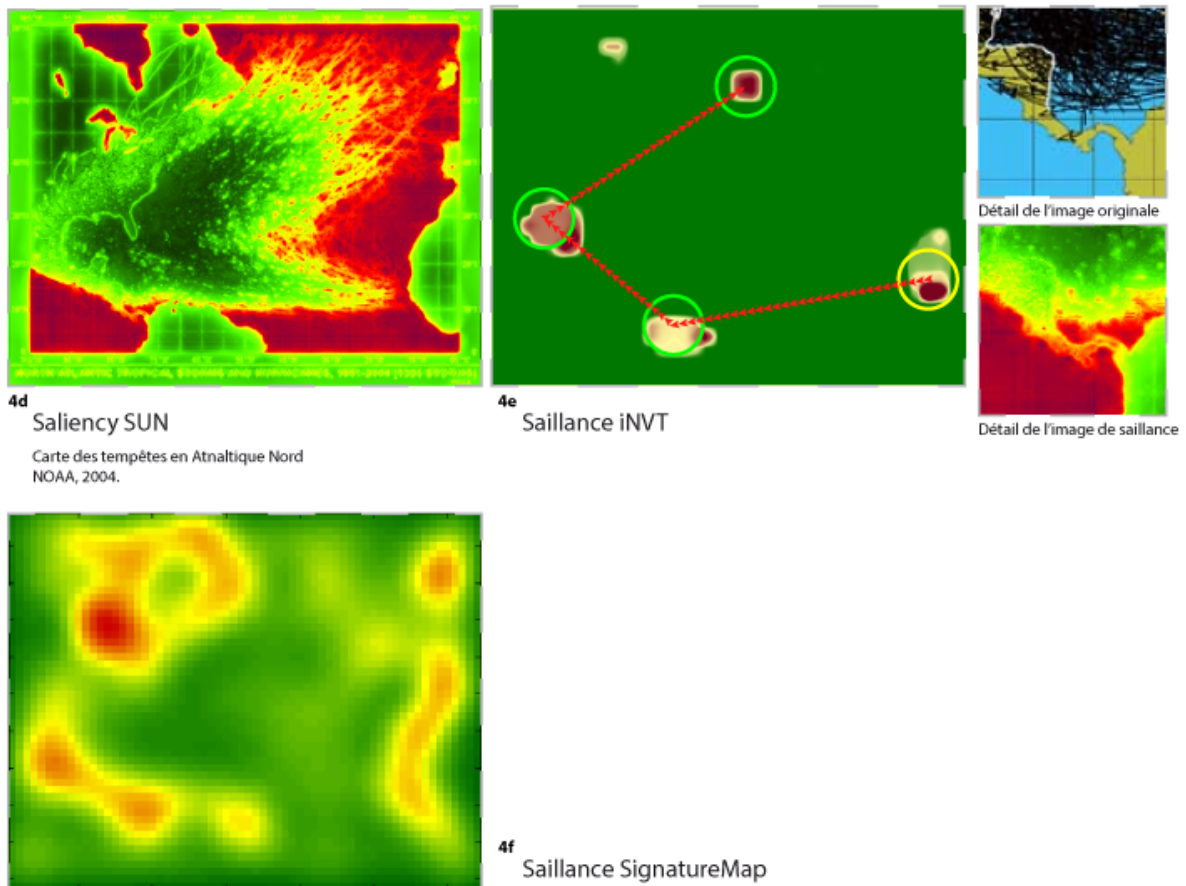 Détail de l'image originale
4d
Saliency SUN
4e
Saillance iNVT
Détail de l'image de saillance
Carte des tempêtes en Atnaltique Nord
NOAA, 2004.
4f
Saillance SignatureMap